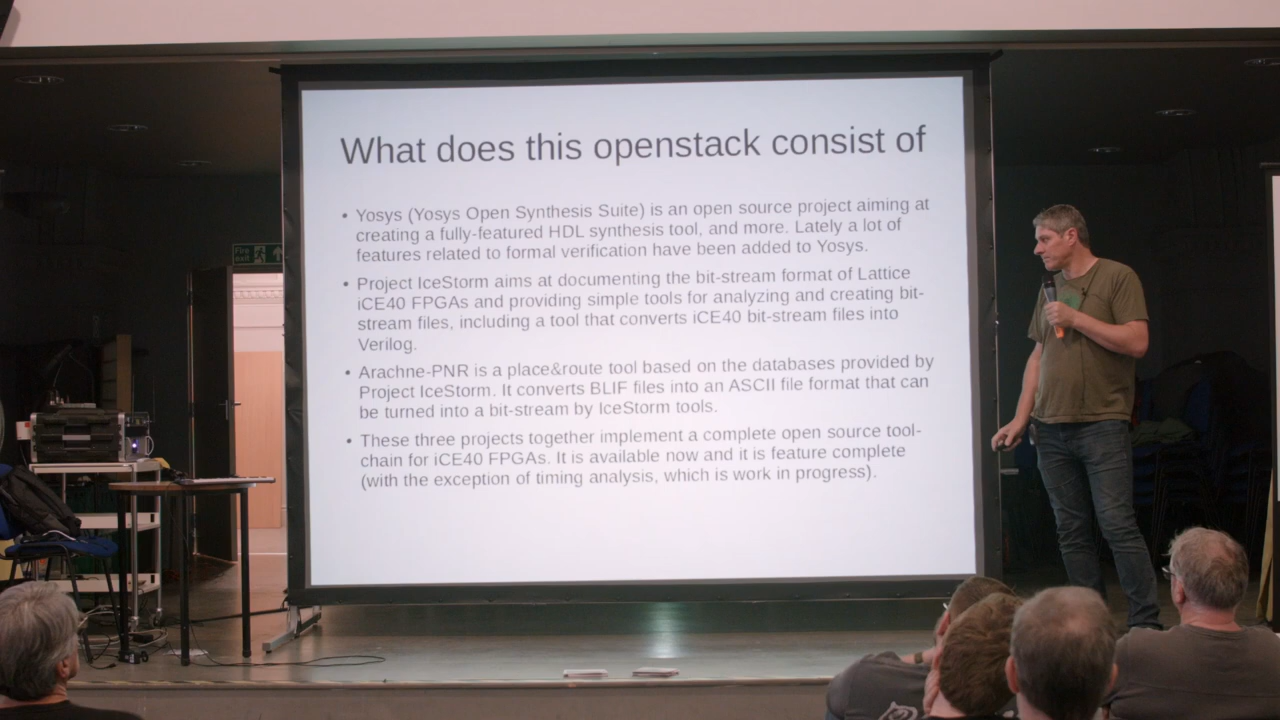 What does this openstack consist of
• Yosys (Yosys Open Synthesis Suite) is an open source project aiming at
creating a fully-featured HDL synthesis tool, and more. Lately a lot of
features related to formal verification have been added to Yosys.
• Project IceStorm aims at documenting the bit-stream format of Lattice
iCE40 FPGAs and providing simple tools for analyzing and creating bit-
stream files, including a tool that converts iCE40 bit-stream files into
Verilog.
• Arachne-PNR is a place&route tool based on the databases provided by
Project IceStorm. It converts BLIF files into an ASCII file format that can
be turned into a bit-stream by IceStorm tools.
• These three projects together implement a complete open source tool-
chain for iCE40 FPGAs. It is available now and it is feature complete
(with the exception of timing analysis, which is work in progress).
Fire
exit